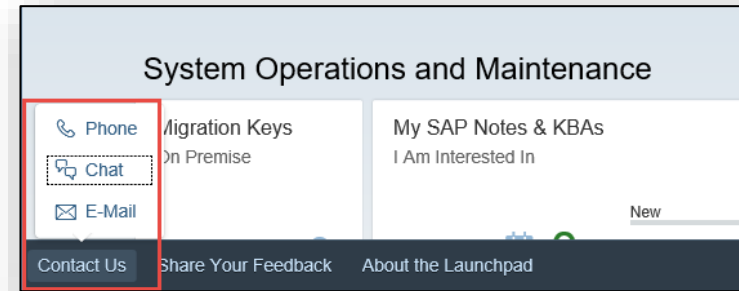 System Operations and Maintenance
Phone
Chat
E-Mail
Migration Keys
On Premise
My SAP Notes & KBAs
I Am Interested In
New
Contact Us
Share Your Feedback
About the Launchpad